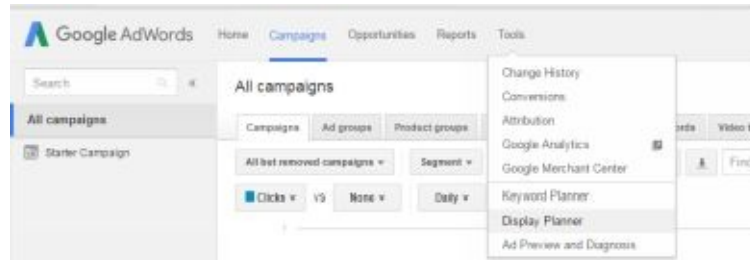 Google AdWords Home Campaigns Opportunities Reports Tools
Search
All campaigns
Starter Campaign
All campaigns
Campaigns Ad groups Product groups
Video
All but removed campaigns Segment
Find
Clicks VS None Daily
Change History
Conversions
Attribution
Google Analytics
Google Merchant Center
Keyword Planner
Display Planner
Ad Preview and Diagnosis